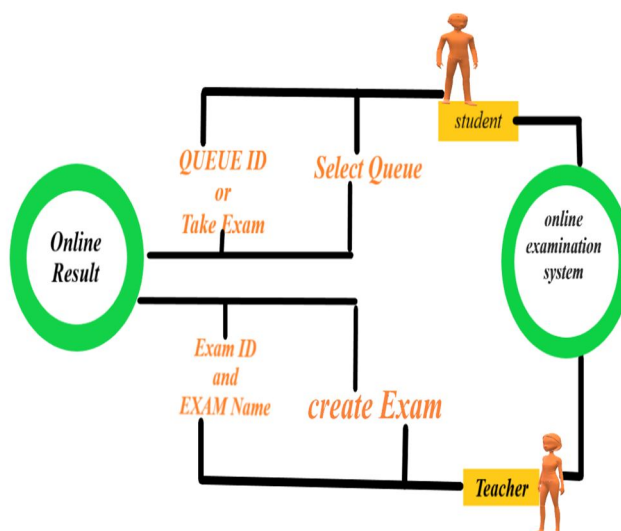 student
QUEUE ID
or
Take Exam
Select Queue
Online
Result
online
examination
system
Exam ID
and
EXAM Name
create Exam
Teacher